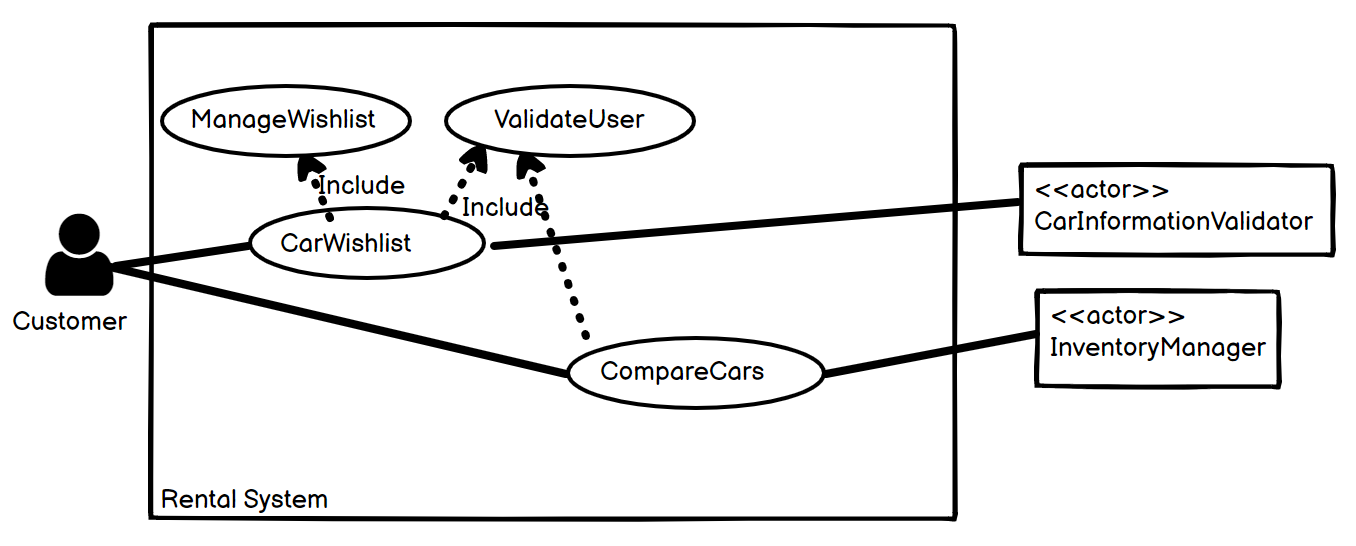 ManageWishlist
ValidateUser
Include
<<actor>>
CarInformationValidator
Include
CarWishlist
Customer
<<actor>>
InventoryManager
CompareCars
Rental System